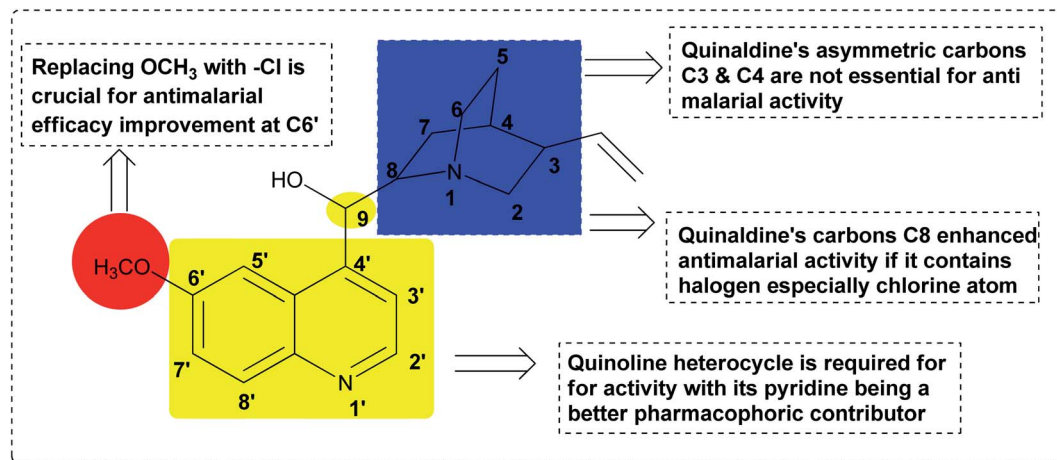 Replacing OCH₃ with -Cl is
crucial for antimalarial
efficacy improvement at C6'
Quinaldine's asymmetric carbons
C3 & C4 are not essential for anti
malarial activity
5
6
7
4
8
3
N
1
2
HO
9
H₃CO
6'
5'
4'
3'
2'
7'
8'
N
1'
Quinaldine's carbons C8 enhanced
antimalarial activity if it contains
halogen especially chlorine atom
Quinoline heterocycle is required for
for activity with its pyridine being a
better pharmacophoric contributor